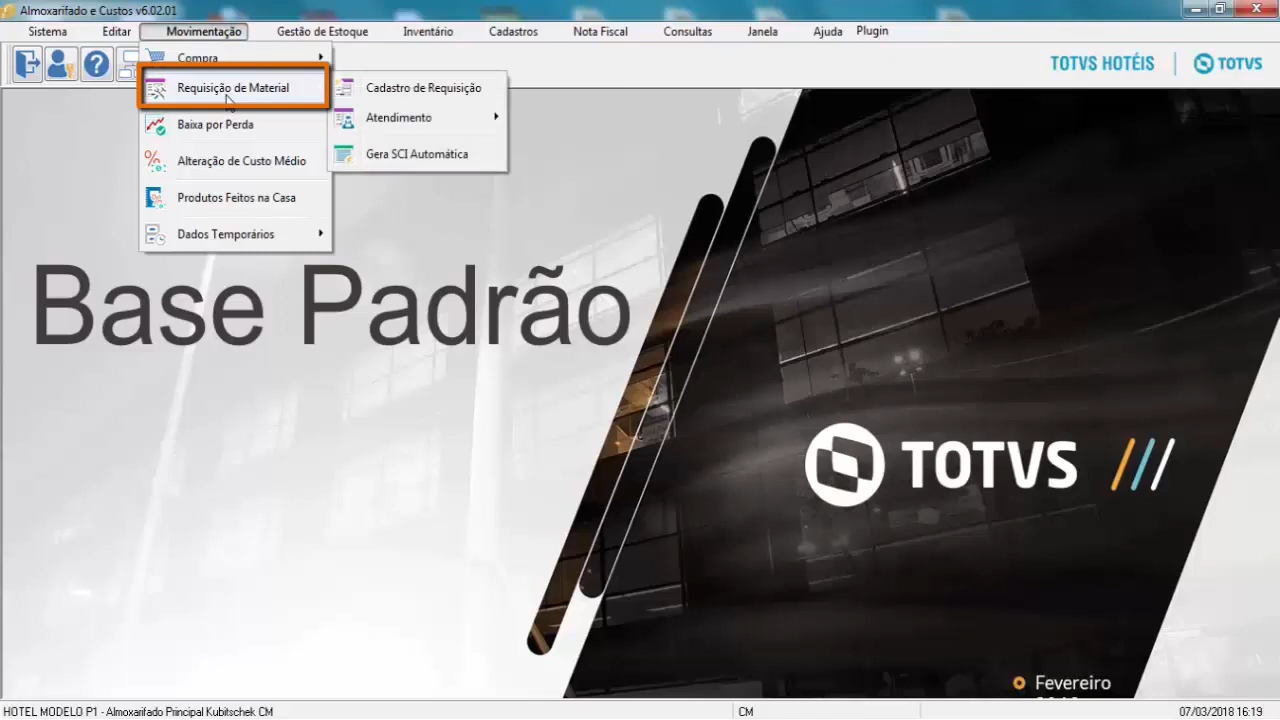 Almoxarifado e Custos v6.02.01
Sistema Editar Movimentação Gestão de Estoque Inventário Cadastros Nota Fiscal Consultas Janela Ajuda Plugin
Compra
Requisição de Material
Baixa por Perda
Alteração de Custo Médio
Produtos Feitos na Casa
Dados Temporários
Cadastro de Requisição
Atendimento
Gera SCI Automática
TOTVS HOTÉIS TOTVS
Base Padrão
TOTVS
Fevereiro
HOTEL MODELO P1 - Almoxarifado Principal Kubitschek CM CM 07/03/2018 16:19